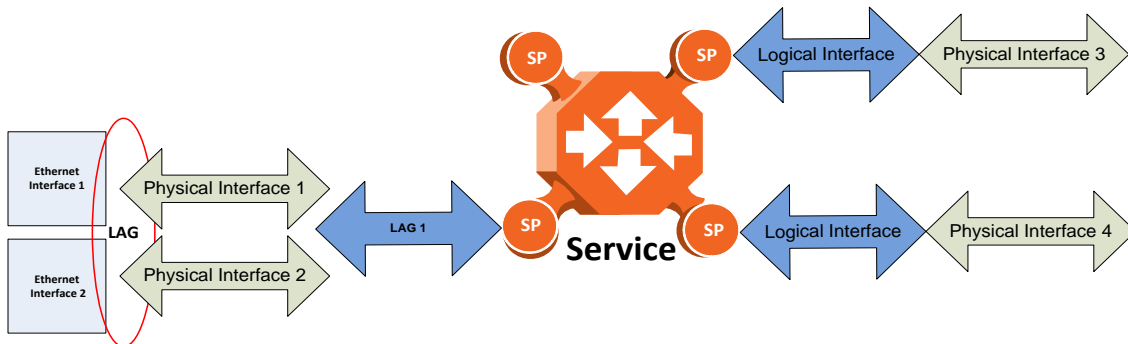 SP
SP
Logical Interface
Physical Interface 3
Ethernet
Interface 1
Physical Interface 1
LAG
LAG 1
SP
SP
Logical Interface
Physical Interface 4
Service
Ethernet
Interface 2
Physical Interface 2